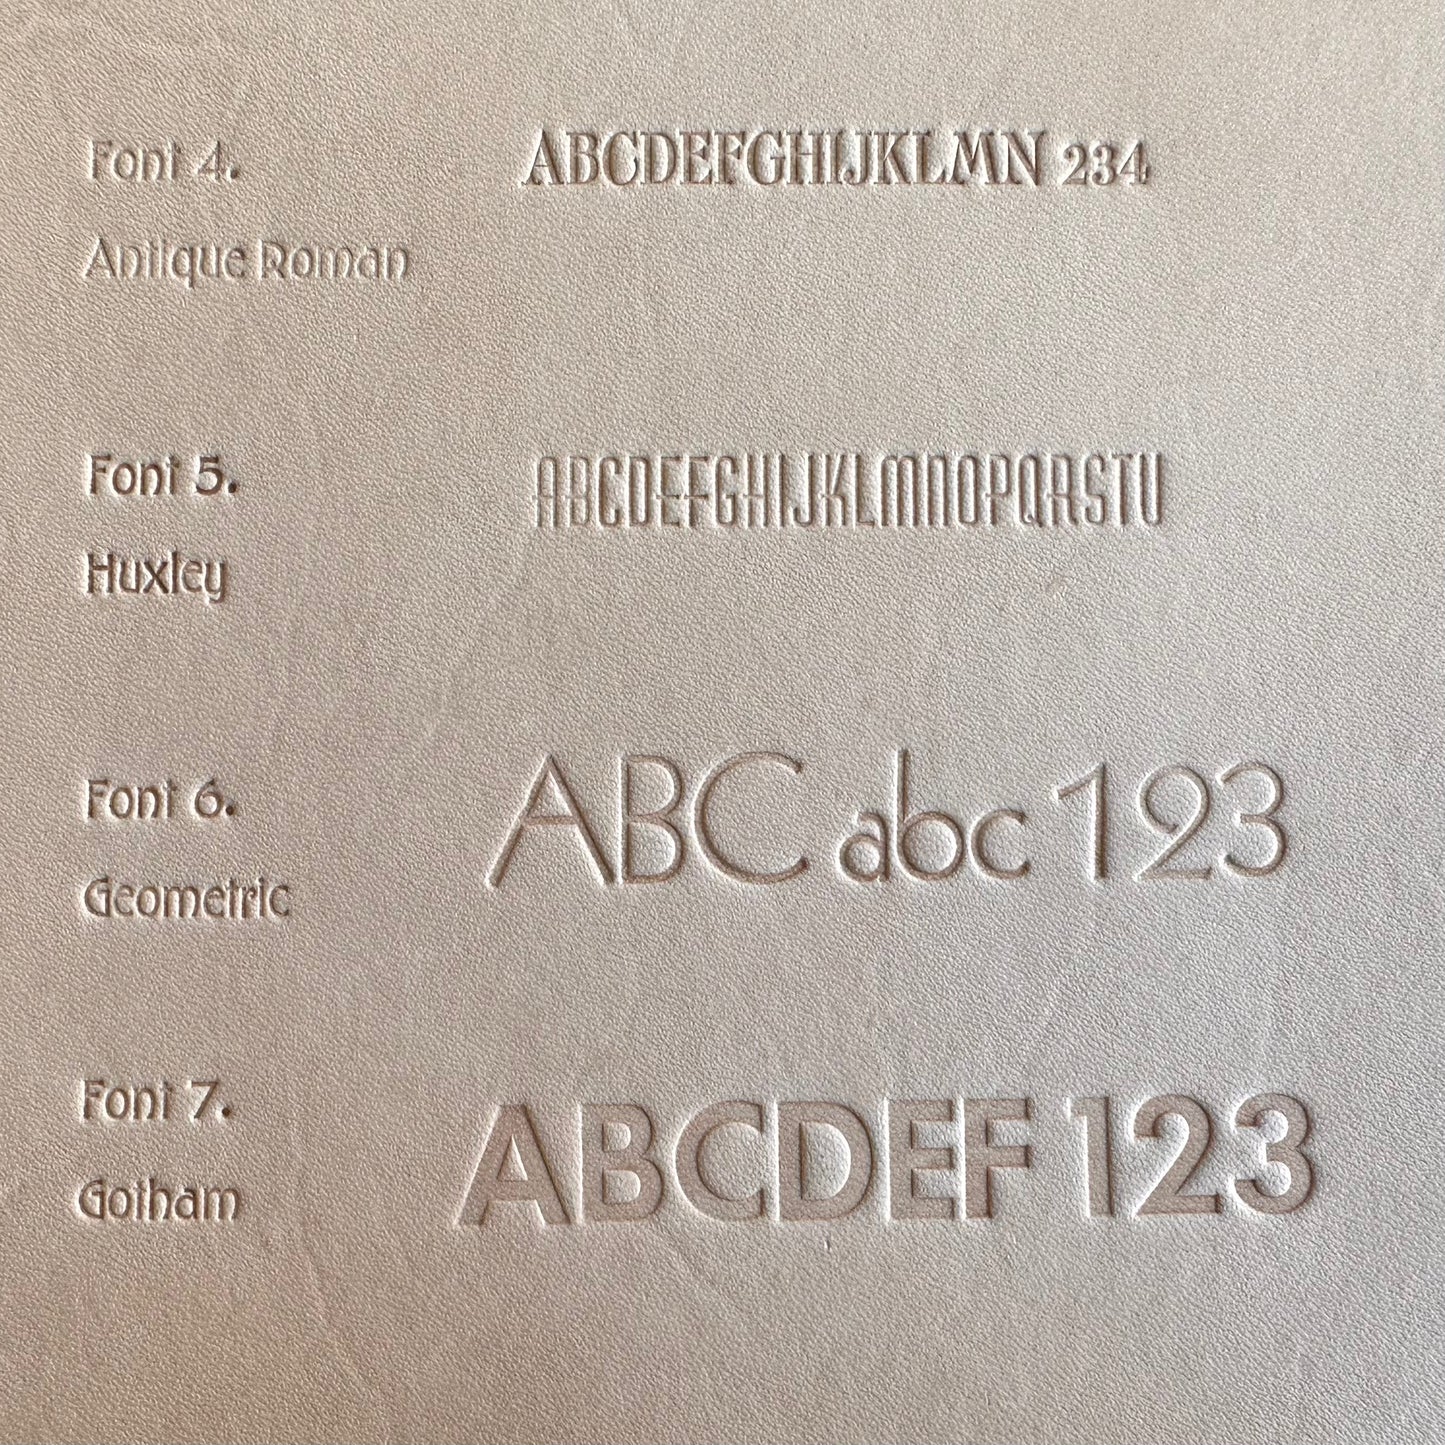 Font 4.
ABCDEFGHIJKLMN 234
Antique Roman
Font 5.
ABCDEFGHIJKLMNOPQRSTU
Huxley
Font 6.
ABC abc 123
Geometric
Font 7.
ABCDEF 123
Gotham